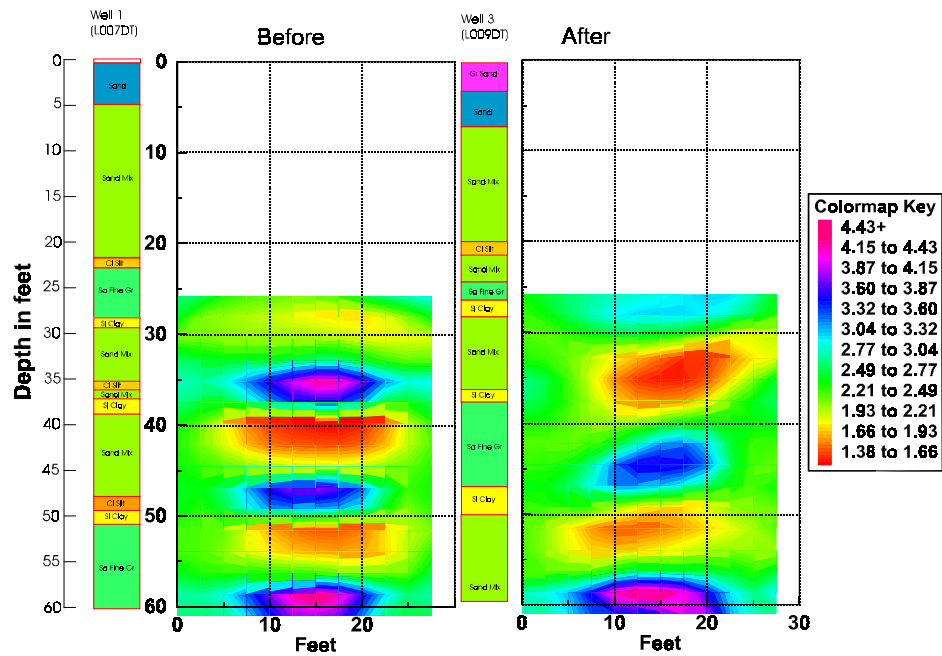 Well 1
(L007DT)
Before
Well 3
(L009DT)
After
Depth in feet
0
5
10
15
20
25
30
35
40
45
50
55
60
Sand
Sand Mix
Cl Silt
Sa Fine Gr
Sl Clay
Sand Mix
Cl Silt
Sand Mix
Sl Clay
Sand Mix
Cl Silt
Sl Clay
Sa Fine Gr
0
10
20
30
40
50
60
0
10
20
Feet
Gr Sand
Sand
Sand Mix
Cl Silt
Sand Mix
Sa Fine Gr
Sl Clay
Sand Mix
Sl Clay
Sa Fine Gr
Sl Clay
Sand Mix
0
10
20
30
Feet
Colormap Key
4.43+
4.15 to 4.43
3.87 to 4.15
3.60 to 3.87
3.32 to 3.60
3.04 to 3.32
2.77 to 3.04
2.49 to 2.77
2.21 to 2.49
1.93 to 2.21
1.66 to 1.93
1.38 to 1.66